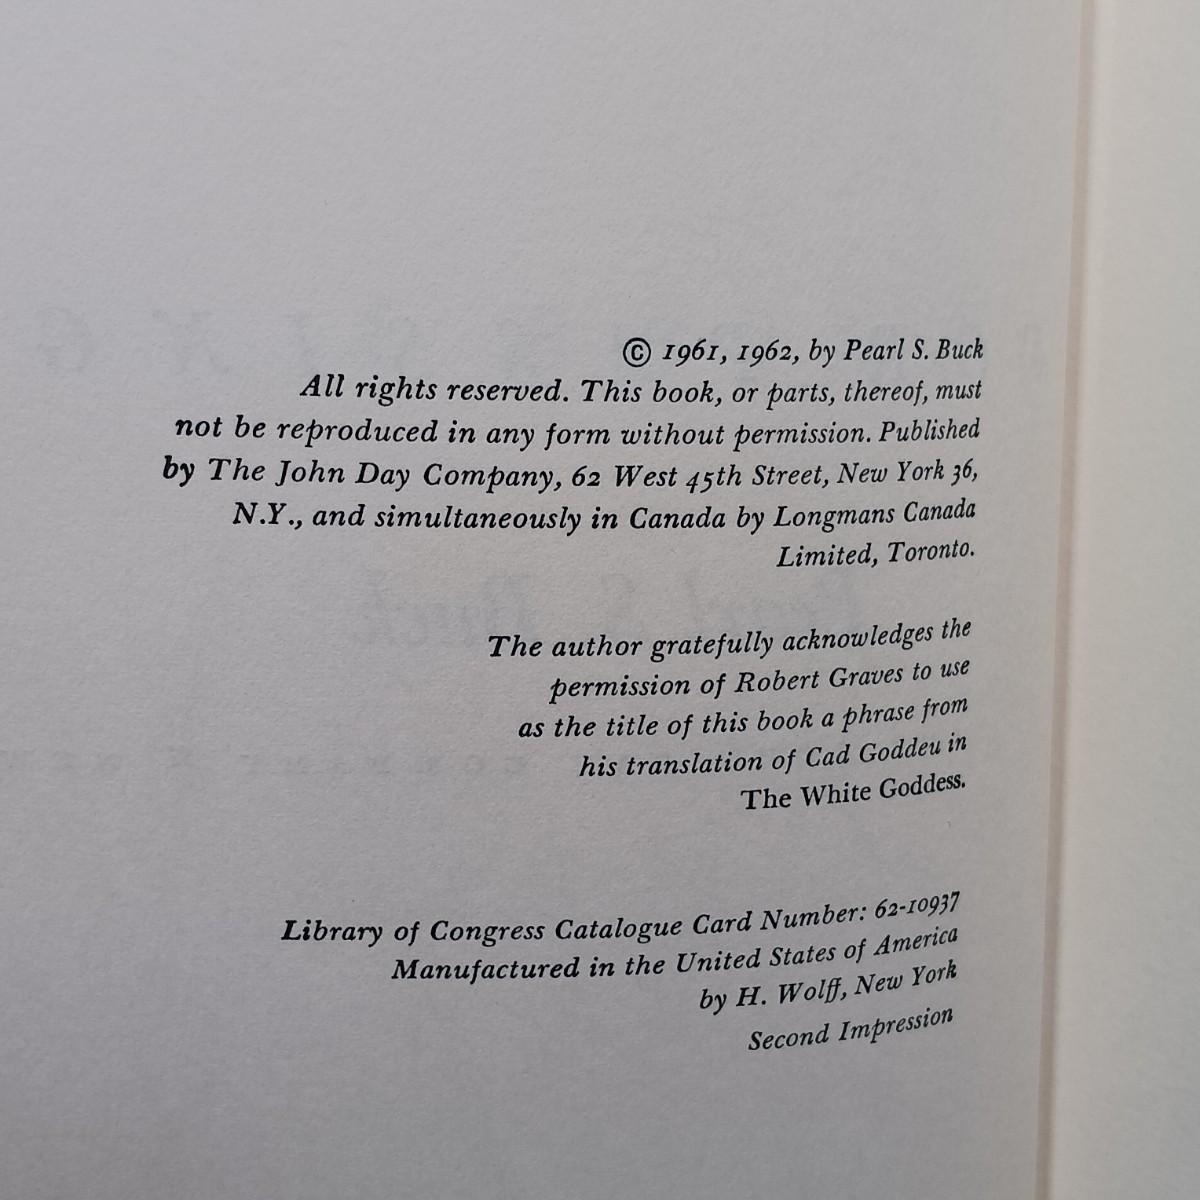 © 1961, 1962, by Pearl S. Buck
All rights reserved. This book, or parts, thereof, must
not be reproduced in any form without permission. Published
by The John Day Company, 62 West 45th Street, New York 36,
N.Y., and simultaneously in Canada by Longmans Canada
Limited, Toronto.
The author gratefully acknowledges the
permission of Robert Graves to use
as the title of this book a phrase from
his translation of Cad Goddeu in
The White Goddess.
Library of Congress Catalogue Card Number: 62-10937
Manufactured in the United States of America
by H. Wolff, New York
Second Impression